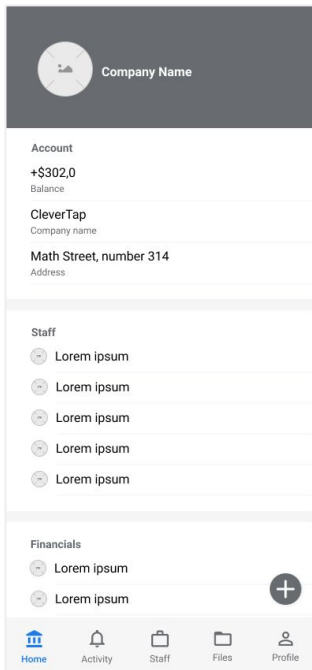 Company Name
Account
+$302,0
Balance
CleverTap
Company name
Math Street, number 314
Address
Staff
Lorem ipsum
Lorem ipsum
Lorem ipsum
Lorem ipsum
Lorem ipsum
Financials
Lorem ipsum
Lorem ipsum
Home Activity Staff Files Profile